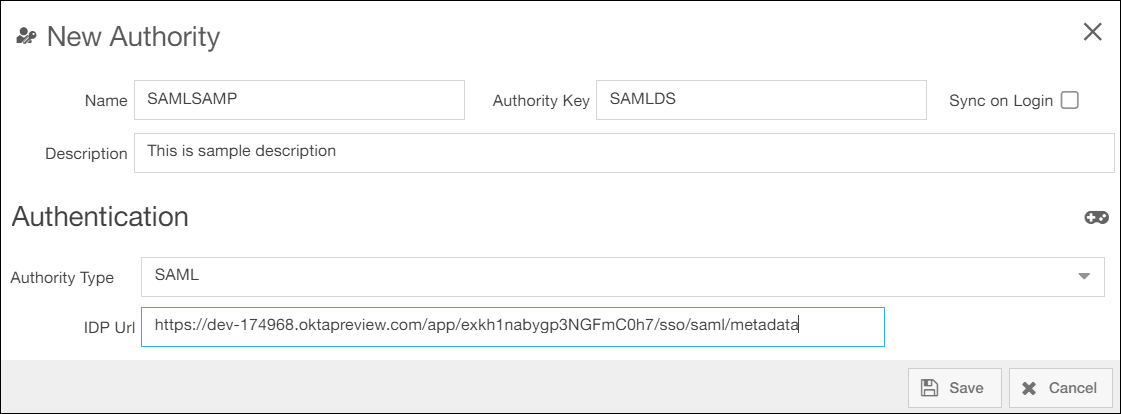 New Authority
Name SAMLSAMP Authority Key SAMLDS Sync on Login
Description This is sample description
Authentication
Authority Type SAML
IDP Url https://dev-174968.oktapreview.com/app/exkh1nabygp3NGFmC0h7/sso/saml/metadata
Save Cancel